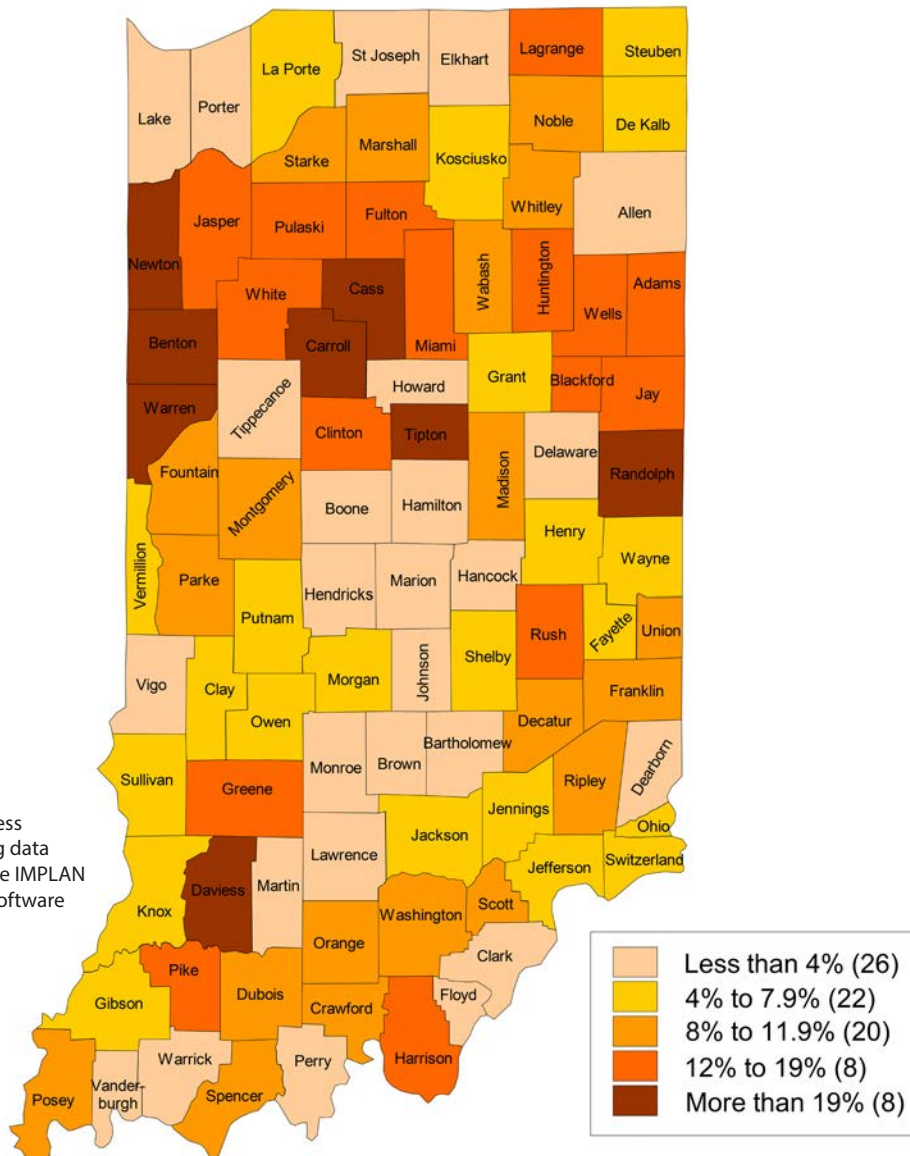 St Joseph
Elkhart
Lagrange
Steuben
La Porte
Lake
Porter
Noble
De Kalb
Starke
Marshall
Kosciusko
Whitley
Allen
Jasper
Pulaski
Fulton
Newton
White
Cass
Wabash
Huntington
Wells
Adams
Benton
Carroll
Miami
Grant
Blackford
Jay
Warren
Tippecanoe
Howard
Clinton
Tipton
Madison
Delaware
Randolph
Fountain
Montgomery
Boone
Hamilton
Henry
Wayne
Vermillion
Parke
Putnam
Hendricks
Marion
Hancock
Rush
Fayette
Union
Vigo
Clay
Owen
Morgan
Johnson
Shelby
Franklin
Decatur
Sullivan
Greene
Monroe
Brown
Bartholomew
Ripley
Dearborn
Jennings
Ohio
Jackson
Jefferson
Switzerland
Lawrence
ess
g data
e IMPLAN
oftware
Knox
Daviess
Martin
Orange
Washington
Scott
Clark
Floyd
Pike
Gibson
Dubois
Crawford
Harrison
Perry
Warrick
Vander-
burgh
Spencer
Posey
Less than 4% (26)
4% to 7.9% (22)
8% to 11.9% (20)
12% to 19% (8)
More than 19% (8)